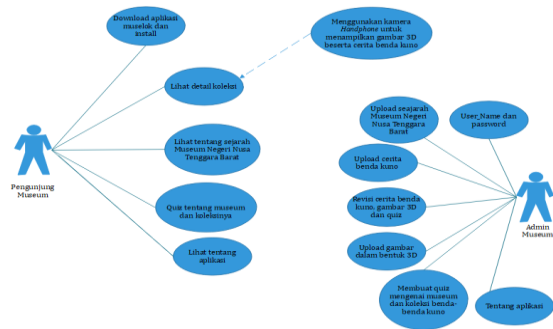 Download aplikasi
muselok dan
install
Menggunakan kamera
Handphone untuk
menampilkan gambar 3D
beserta cerita benda kuno
Lihat detail koleksi
Lihat tentang sejarah
Museum Negeri Nusa
Tenggara Barat
Quiz tentang museum
dan koleksinya
Lihat tentang
aplikasi
Pengunjung
Museum
Upload seajarah
Museum Negeri
Nusa Tenggara
Barat
User_Name dan
password
Upload cerita
benda kuno
Revisi cerita benda
kuno, gambar 3D
dan quiz
Upload gambar
dalam bentuk 3D
Membuat quiz
mengenai museum
dan koleksi benda-
benda kuno
Tentang aplikasi
Admin
Museum